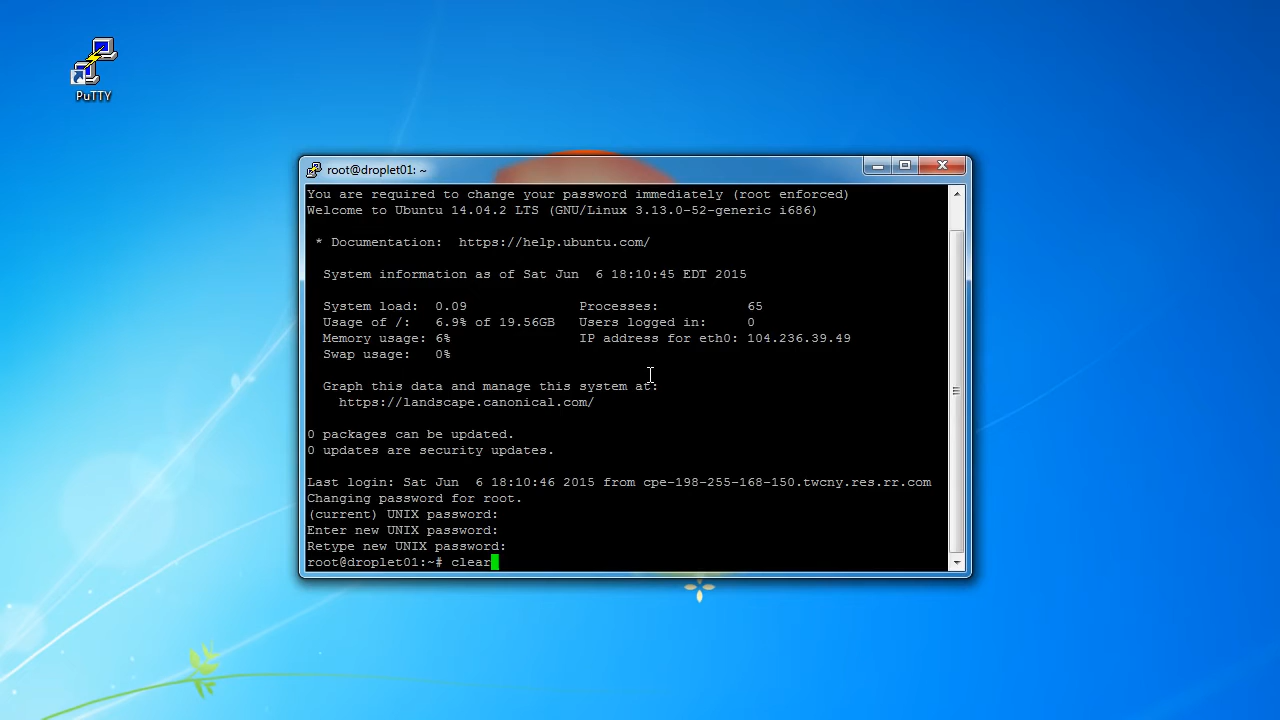 PuTTY
root@droplet01: ~
You are required to change your password immediately (root enforced)
Welcome to Ubuntu 14.04.2 LTS (GNU/Linux 3.13.0-52-generic i686)
* Documentation:  https://help.ubuntu.com/
System information as of Sat Jun  6 18:10:45 EDT 2015
System load:  0.09              Processes:           65
Usage of /:   6.9% of 19.56GB   Users logged in:     0
Memory usage: 6%                IP address for eth0: 104.236.39.49
Swap usage:   0%
Graph this data and manage this system at:
https://landscape.canonical.com/
0 packages can be updated.
0 updates are security updates.
Last login: Sat Jun  6 18:10:46 2015 from cpe-198-255-168-150.twcny.res.rr.com
Changing password for root.
(current) UNIX password:
Enter new UNIX password:
Retype new UNIX password:
root@droplet01:~# clear